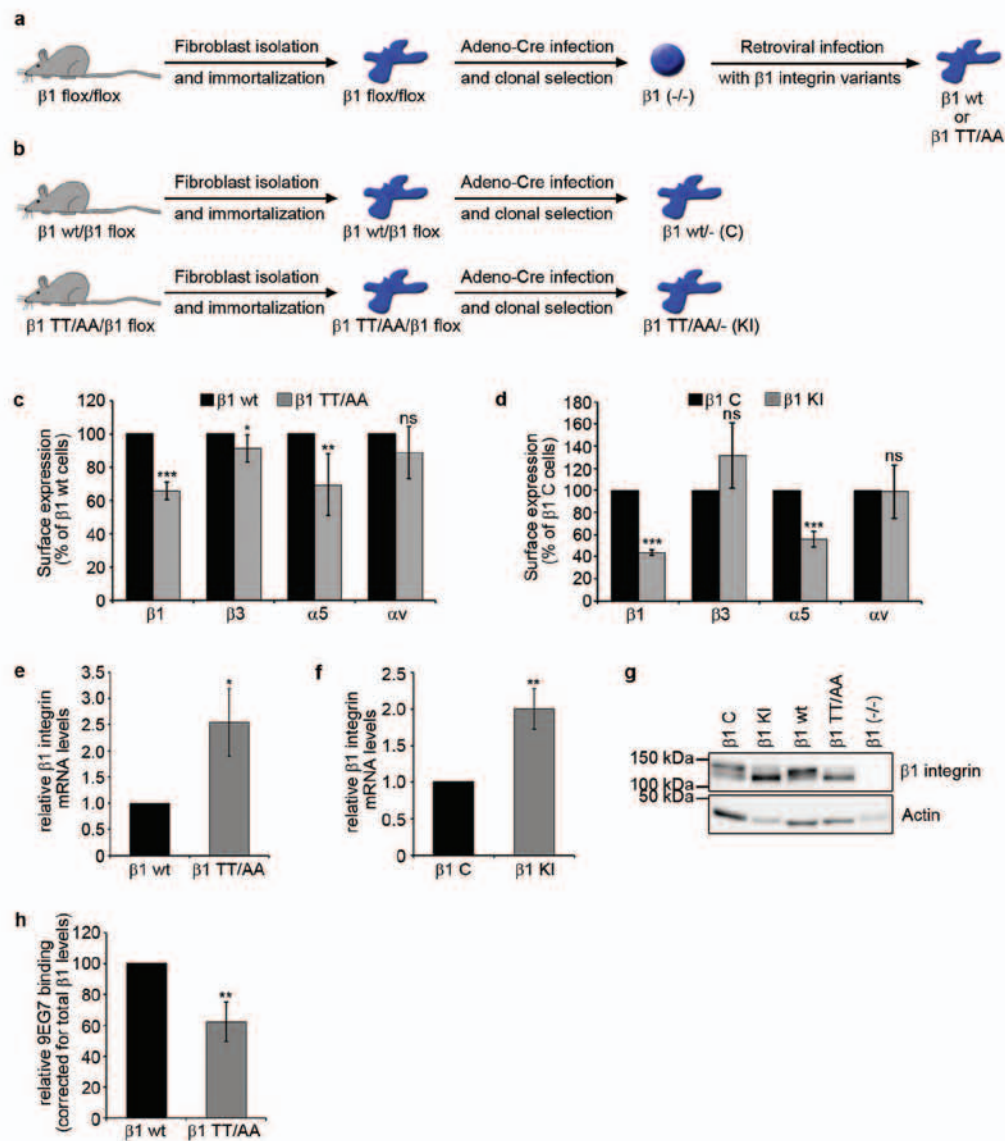 a
Fibroblast isolation
and immortalization
Adeno-Cre infection
and clonal selection
Retroviral infection
with β1 integrin variants
β1 flox/flox
β1 flox/flox
β1 (-/-)
β1 wt
or
β1 TT/AA
b
Fibroblast isolation
and immortalization
Adeno-Cre infection
and clonal selection
β1 wt/β1 flox
β1 wt/β1 flox
β1 wt/- (C)
Fibroblast isolation
and immortalization
Adeno-Cre infection
and clonal selection
β1 TT/AA/β1 flox
β1 TT/AA/β1 flox
β1 TT/AA/- (KI)
c
β1 wt β1 TT/AA
Surface expression
(% of β1 wt cells)
120
100
80
60
40
20
0
***
*
**
ns
β1 β3 α5 αv
d
β1 C β1 KI
Surface expression
(% of β1 C cells)
180
160
140
120
100
80
60
40
20
0
***
ns
***
ns
β1 β3 α5 αv
e
relative β1 integrin
mRNA levels
3.5
3.0
2.5
2.0
1.5
1.0
0.5
0
*
β1 wt β1 TT/AA
f
relative β1 integrin
mRNA levels
2.5
2.0
1.5
1.0
0.5
0
**
β1 C β1 KI
g
β1 C
β1 KI
β1 wt
β1 TT/AA
β1 (-/-)
150 kDa
100 kDa
50 kDa
β1 integrin
Actin
h
relative 9EG7 binding
(corrected for total β1 levels)
120
100
80
60
40
20
0
**
β1 wt β1 TT/AA